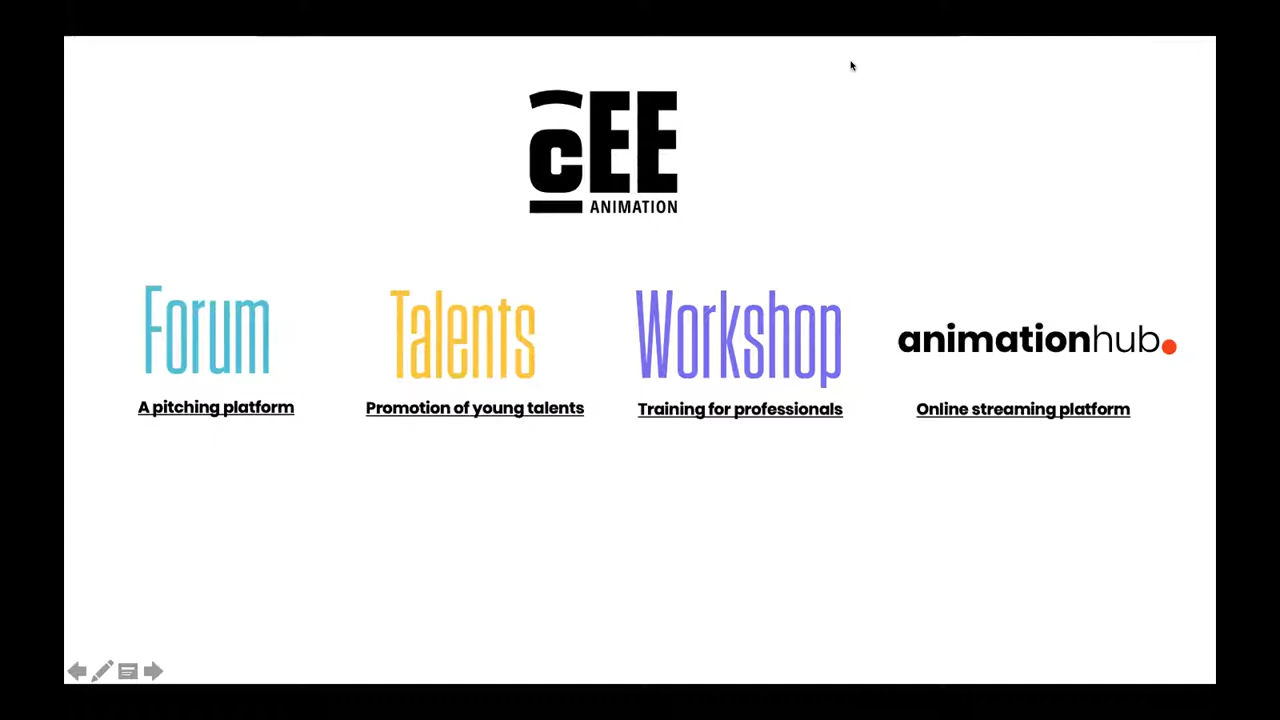 cEE
ANIMATION
Forum
Talents
Workshop
animationhub.
A pitching platform
Promotion of young talents
Training for professionals
Online streaming platform